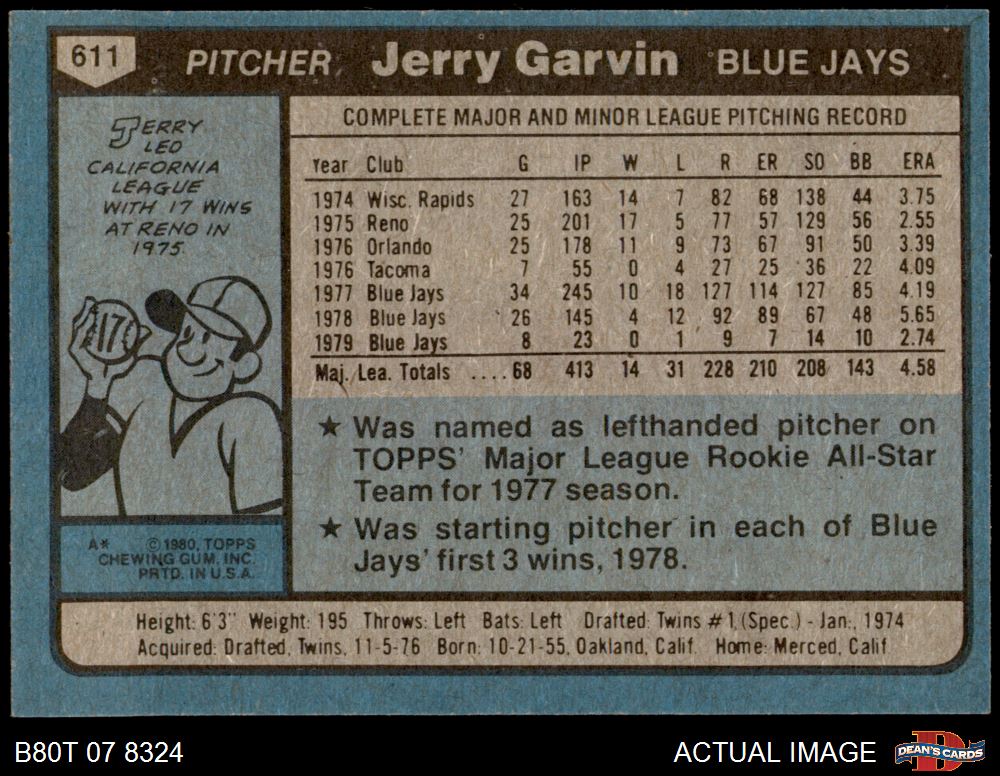 611 PITCHER Jerry Garvin BLUE JAYS
JERRY
LED
CALIFORNIA
LEAGUE
WITH 17 WINS
AT RENO IN
1975.
17
A* © 1980, TOPPS
CHEWING GUM, INC.
PRTD. IN U.S.A.
COMPLETE MAJOR AND MINOR LEAGUE PITCHING RECORD
Year Club G IP W L R ER SO BB ERA
1974 Wisc. Rapids 27 163 14 7 82 68 138 44 3.75
1975 Reno 25 201 17 5 77 57 129 56 2.55
1976 Orlando 25 178 11 9 73 67 91 50 3.39
1976 Tacoma 7 55 0 4 27 25 36 22 4.09
1977 Blue Jays 34 245 10 18 127 114 127 85 4.19
1978 Blue Jays 26 145 4 12 92 89 67 48 5.65
1979 Blue Jays 8 23 0 1 9 7 14 10 2.74
Maj. Lea. Totals ....68 413 14 31 228 210 208 143 4.58
★ Was named as lefthanded pitcher on
TOPPS' Major League Rookie All-Star
Team for 1977 season.
★ Was starting pitcher in each of Blue
Jays' first 3 wins, 1978.
Height: 6'3" Weight: 195 Throws: Left Bats: Left Drafted: Twins #1 (Spec.) - Jan., 1974
Acquired: Drafted, Twins, 11-5-76 Born: 10-21-55, Oakland, Calif. Home: Merced, Calif.
B80T 07 8324 ACTUAL IMAGE DEAN'S CARDS